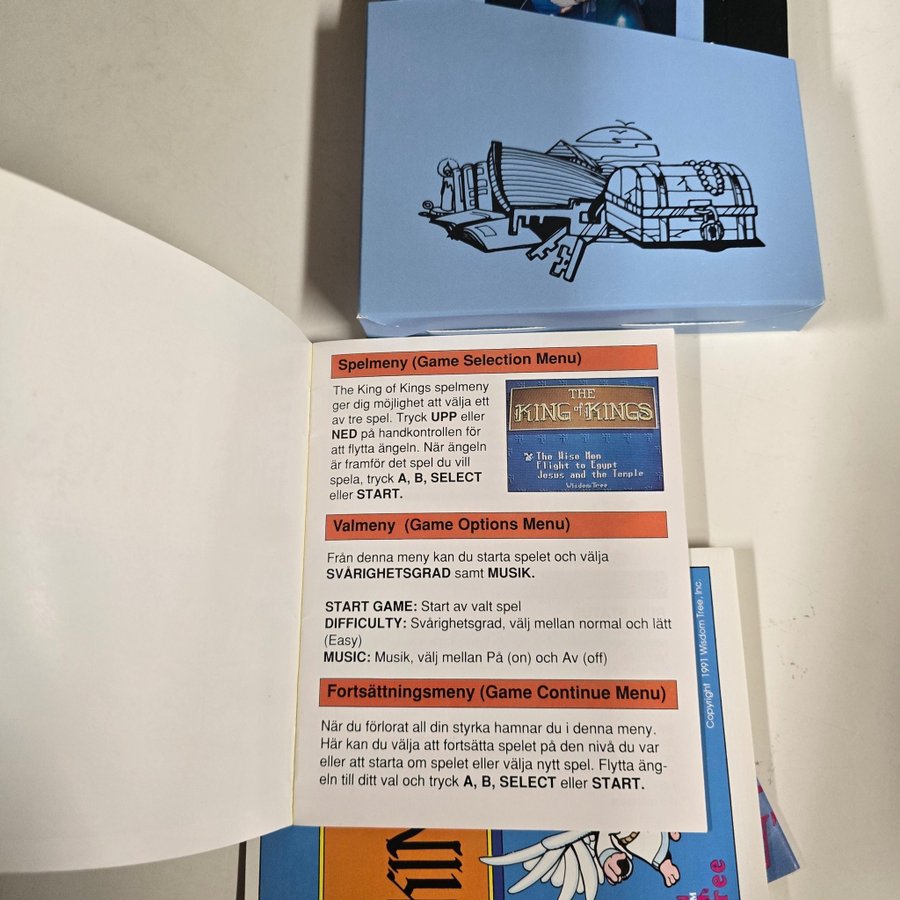 Spelmeny (Game Selection Menu)
The King of Kings spelmeny
ger dig möjlighet att välja ett
av tre spel. Tryck UPP eller
NED på handkontrollen för
att flytta ängeln. När ängeln
är framför det spel du vill
spela, tryck A, B, SELECT
eller START.
THE
KING of KINGS
The Wise Men
Flight to Egypt
Jesus and the Temple
Wisdom Tree
Valmeny (Game Options Menu)
Från denna meny kan du starta spelet och välja
SVÅRIGHETSGRAD samt MUSIK.
START GAME: Start av valt spel
DIFFICULTY: Svårighetsgrad, välj mellan normal och lätt
(Easy)
MUSIC: Musik, välj mellan På (on) och Av (off)
Fortsättningsmeny (Game Continue Menu)
När du förlorat all din styrka hamnar du i denna meny.
Här kan du välja att fortsätta spelet på den nivå du var
eller att starta om spelet eller välja nytt spel. Flytta äng-
eln till ditt val och tryck A, B, SELECT eller START.
Copyright 1991 Wisdom Tree, Inc.